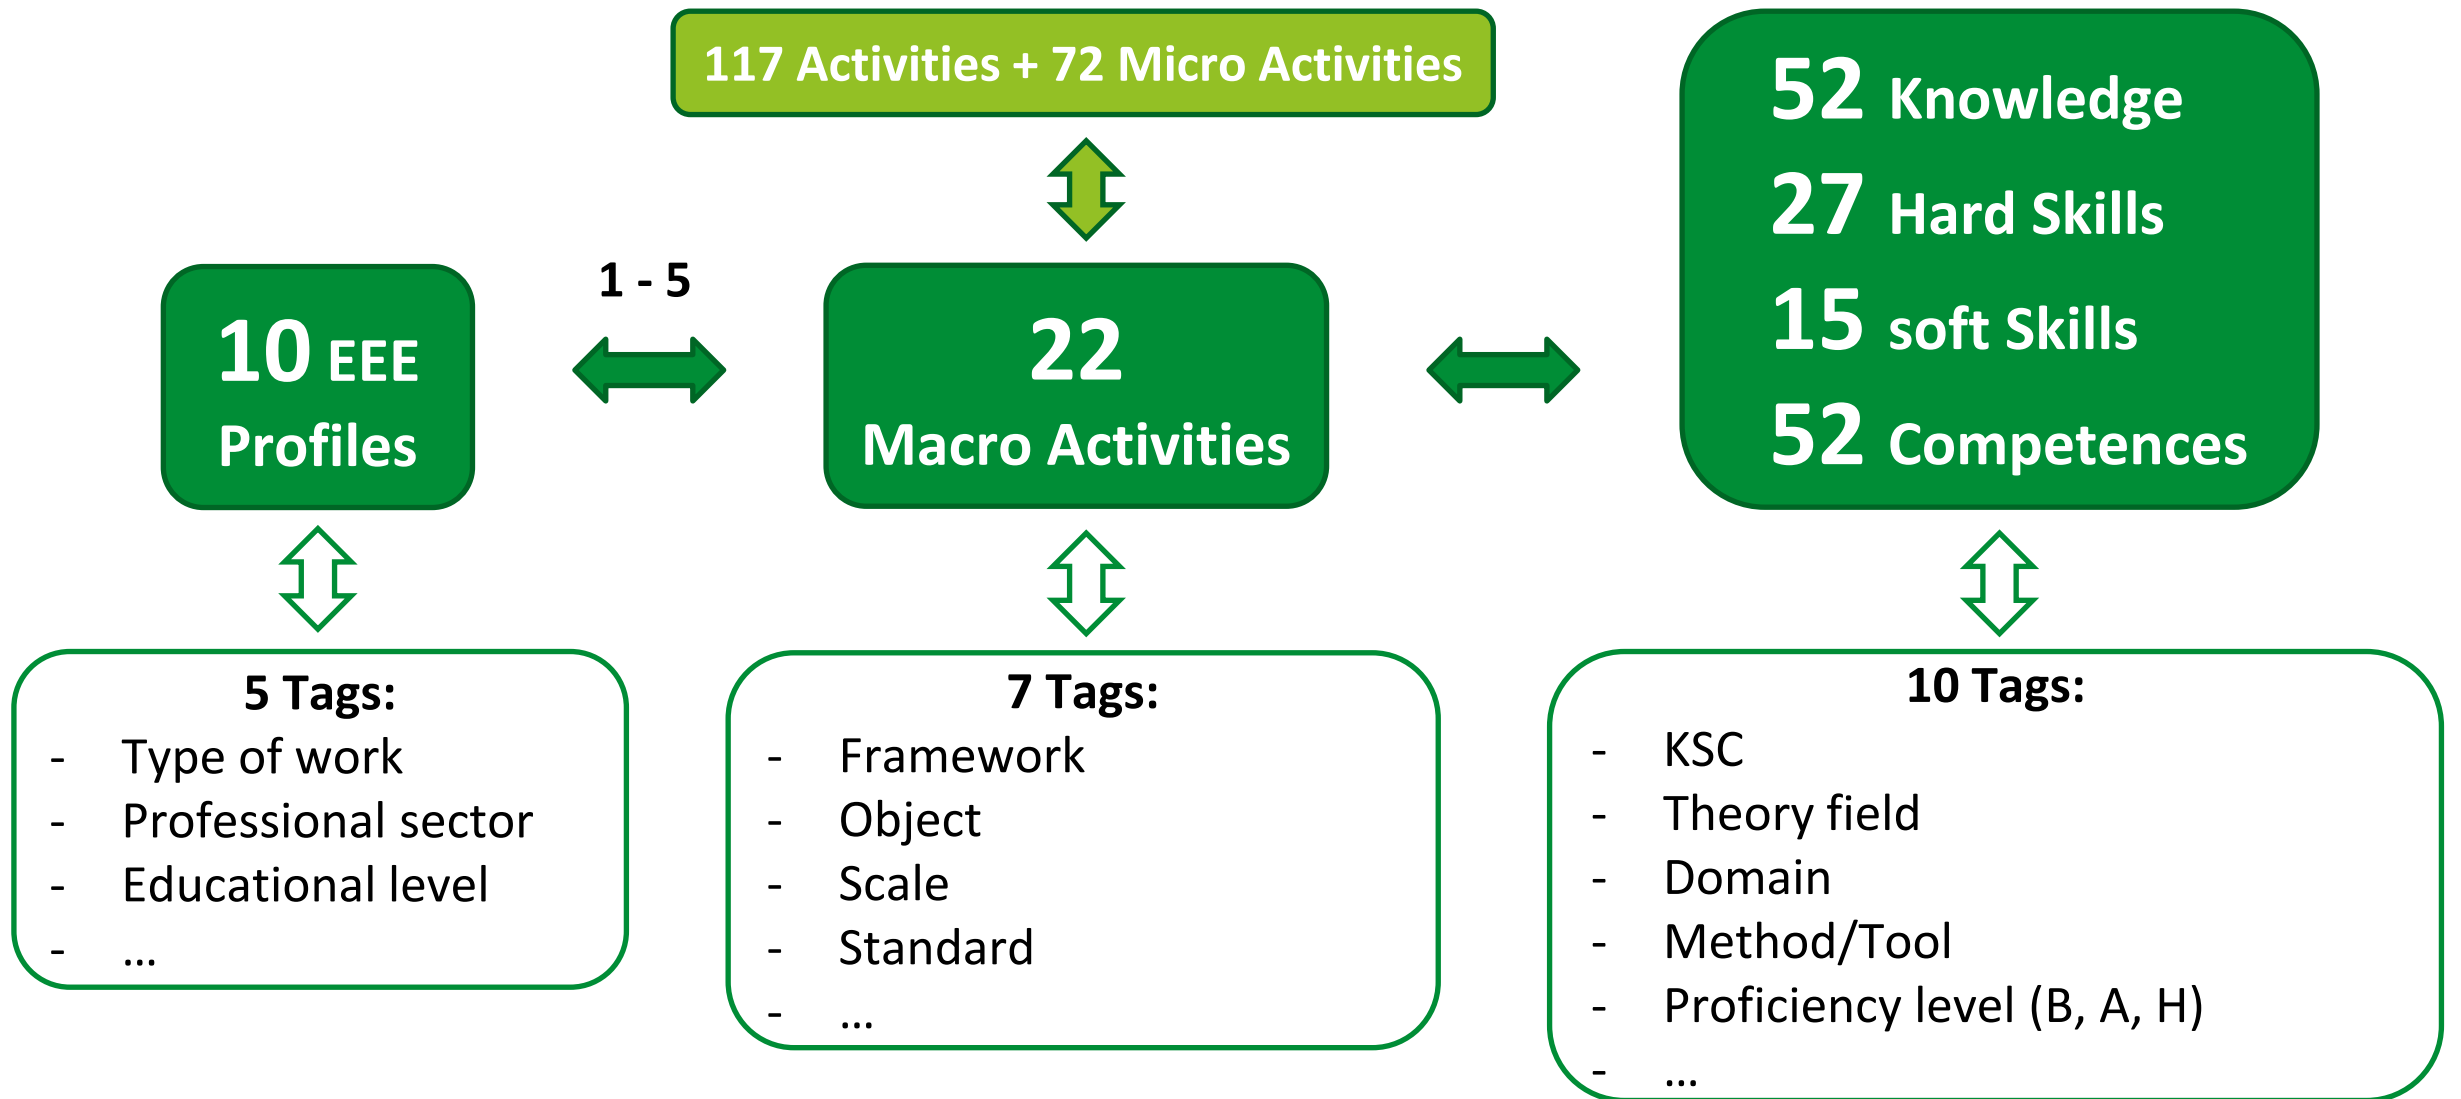 117 Activities + 72 Micro Activities
52 Knowledge
27 Hard Skills
15 soft Skills
52 Competences
1 - 5
10 EEE
Profiles
22
Macro Activities
5 Tags:
- Type of work
- Professional sector
- Educational level
- ...
7 Tags:
- Framework
- Object
- Scale
- Standard
- ...
10 Tags:
- KSC
- Theory field
- Domain
- Method/Tool
- Proficiency level (B, A, H)
- ...